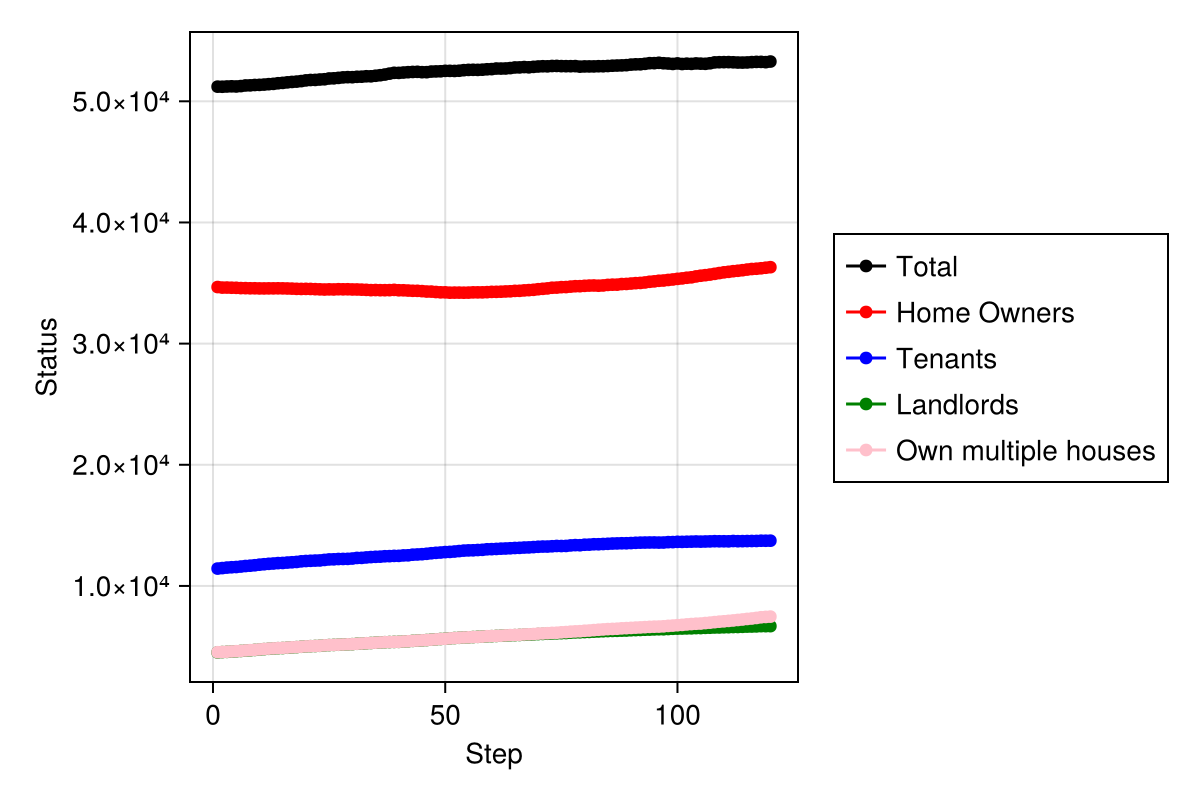 5.0×10⁴
4.0×10⁴
3.0×10⁴
2.0×10⁴
1.0×10⁴
Status
0
50
100
Step
Total
Home Owners
Tenants
Landlords
Own multiple houses